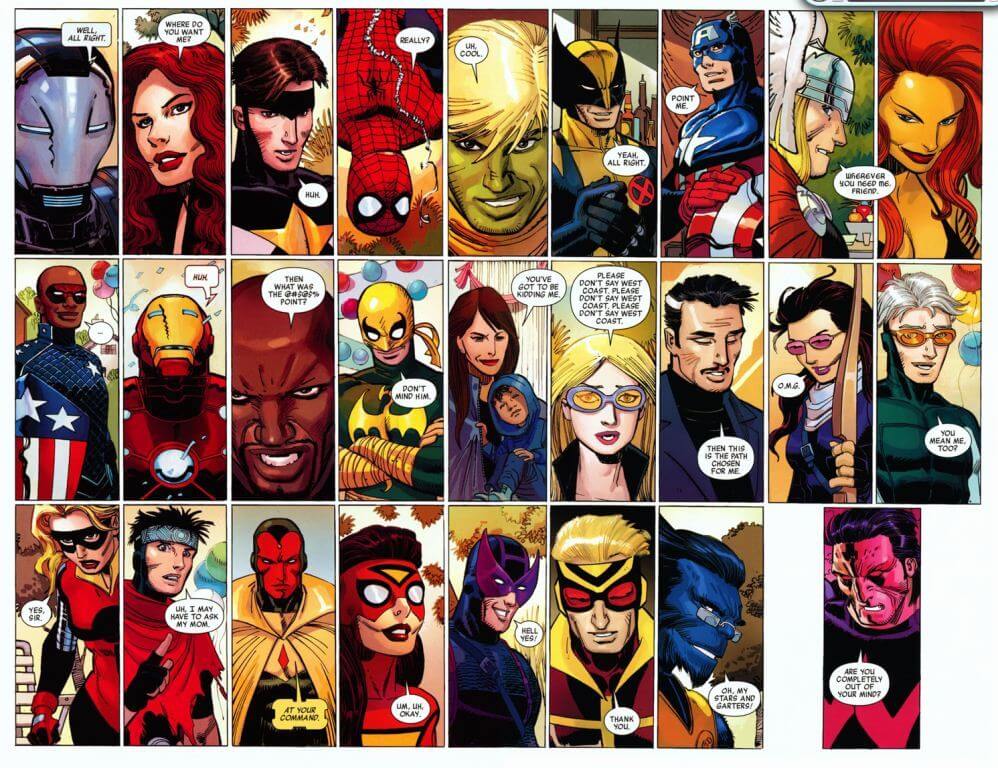 WELL,
ALL RIGHT.
WHERE DO
YOU WANT
ME?
HUH.
REALLY?
UH,
COOL.
YEAH,
ALL RIGHT.
POINT
ME.
WHEREVER
YOU NEED ME,
FRIEND.
...
HUH.
THEN
WHAT WAS
THE @#$@$%
POINT?
DON'T
MIND HIM.
YOU'VE
GOT TO BE
KIDDING ME.
PLEASE
DON'T SAY WEST
COAST. PLEASE
DON'T SAY WEST
COAST. PLEASE
DON'T SAY WEST
COAST.
THEN THIS
IS THE PATH
CHOSEN
FOR ME.
O.M.G.
YOU
MEAN ME,
TOO?
YES,
SIR.
UH, I MAY
HAVE TO ASK
MY MOM.
AT YOUR
COMMAND.
UM, UH,
OKAY.
HELL
YES!
THANK
YOU.
OH, MY
STARS AND
GARTERS!
ARE YOU
COMPLETELY
OUT OF
YOUR MIND?